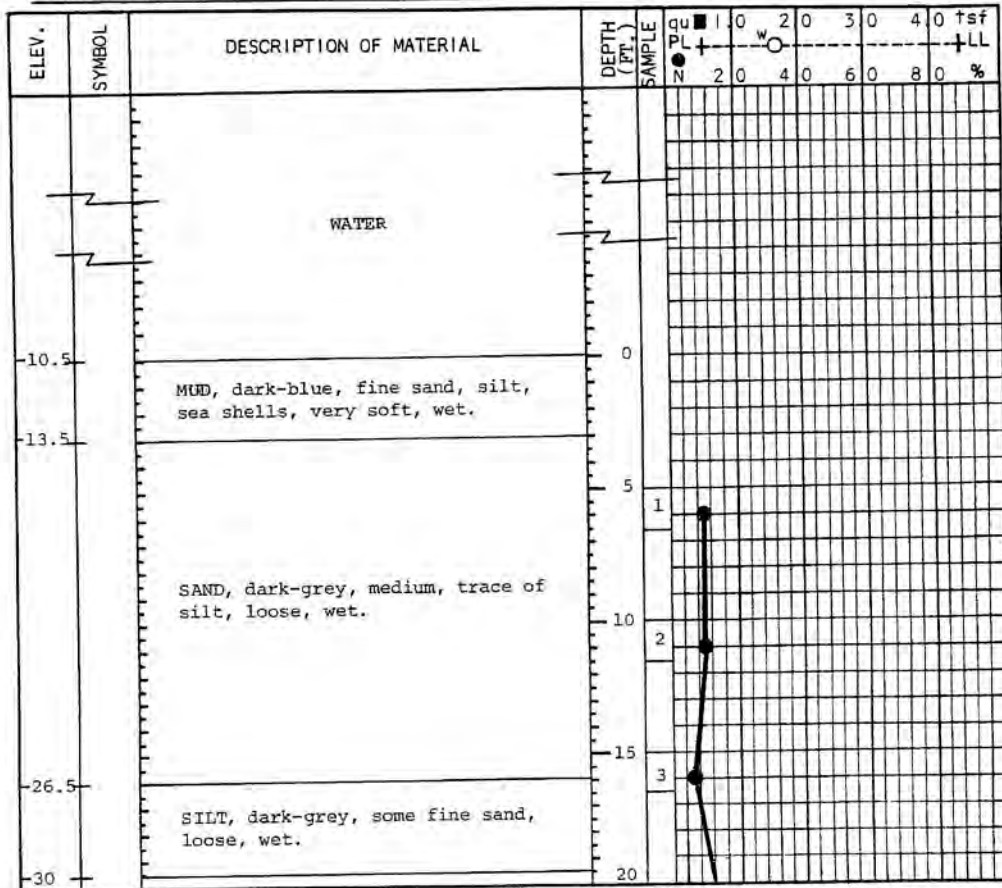 ELEV.
SYMBOL
DESCRIPTION OF MATERIAL
DEPTH
(FT.)
SAMPLE
qu ■ 1.0 2.0 3.0 4.0 tsf
PL w LL
N 20 40 60 80 %
WATER
-10.5
0
MUD, dark-blue, fine sand, silt,
sea shells, very soft, wet.
-13.5
5
1
SAND, dark-grey, medium, trace of
silt, loose, wet.
10
2
15
-26.5
3
SILT, dark-grey, some fine sand,
loose, wet.
-30
20